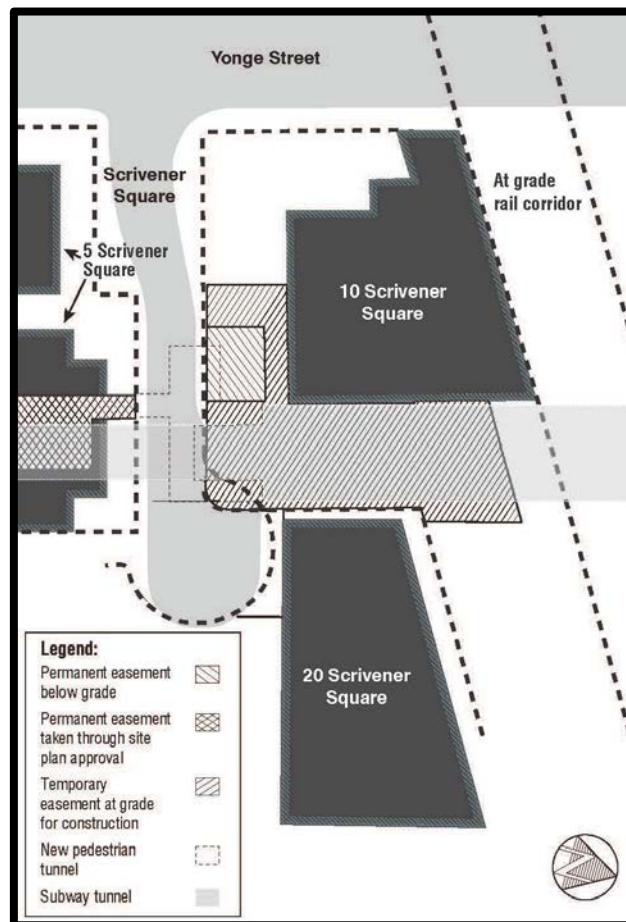 Yonge Street
Scrivener
Square
At grade
rail corridor
5 Scrivener
Square
10 Scrivener
Square
20 Scrivener
Square
Legend:
Permanent easement
below grade
Permanent easement
taken through site
plan approval
Temporary
easement at grade
for construction
New pedestrian
tunnel
Subway tunnel